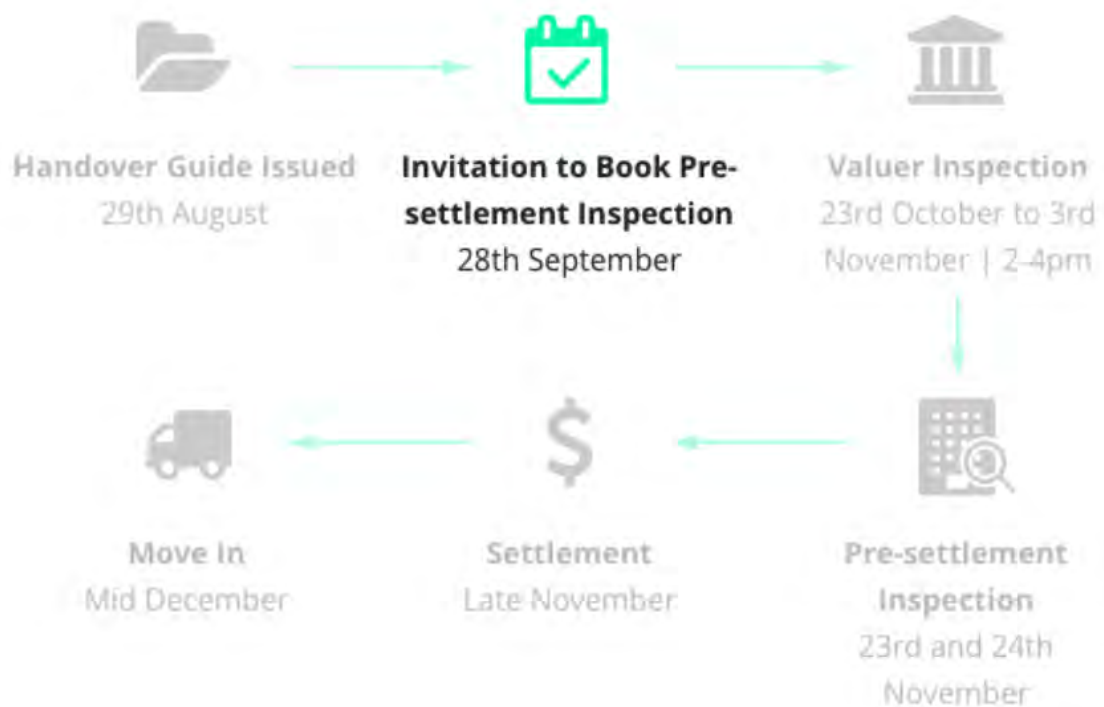 Handover Guide Issued
29th August
Invitation to Book Pre-
settlement Inspection
28th September
Valuer Inspection
23rd October to 3rd
November | 2-4pm
Pre-settlement
Inspection
23rd and 24th
November
Settlement
Late November
Move In
Mid December